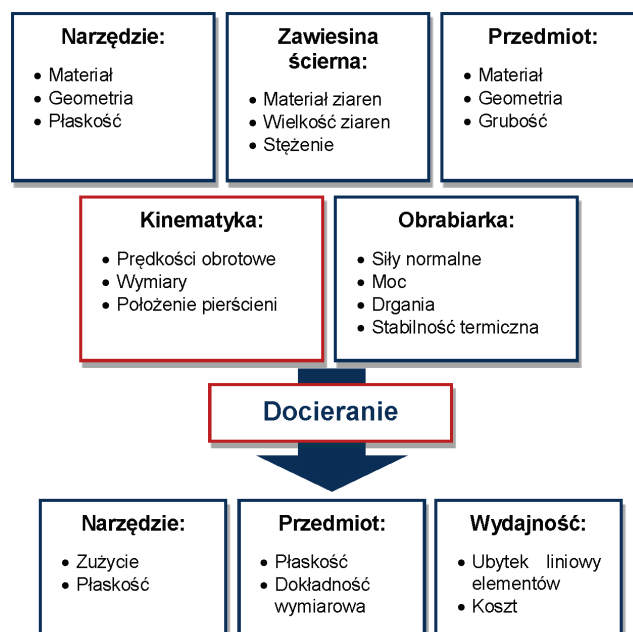 Narzędzie:
• Materiał
• Geometria
• Płaskość
Zawiesina
ścierna:
• Materiał ziaren
• Wielkość ziaren
• Stężenie
Przedmiot:
• Materiał
• Geometria
• Grubość
Kinematyka:
• Prędkości obrotowe
• Wymiary
• Położenie pierścieni
Obrabiarka:
• Siły normalne
• Moc
• Drgania
• Stabilność termiczna
Docieranie
Narzędzie:
• Zużycie
• Płaskość
Przedmiot:
• Płaskość
• Dokładność
wymiarowa
Wydajność:
• Ubytek liniowy
elementów
• Koszt